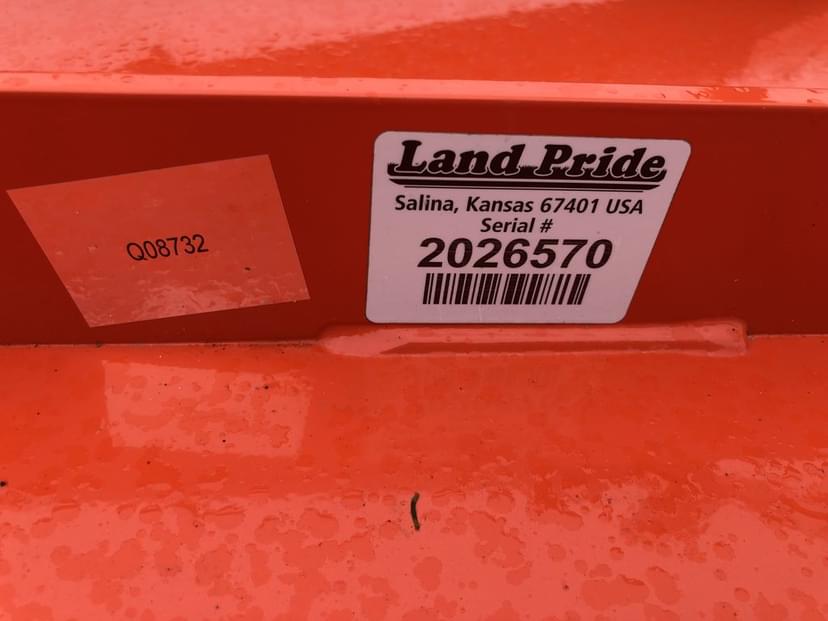 Land Pride
Salina, Kansas 67401 USA
Serial #
2026570
Q08732